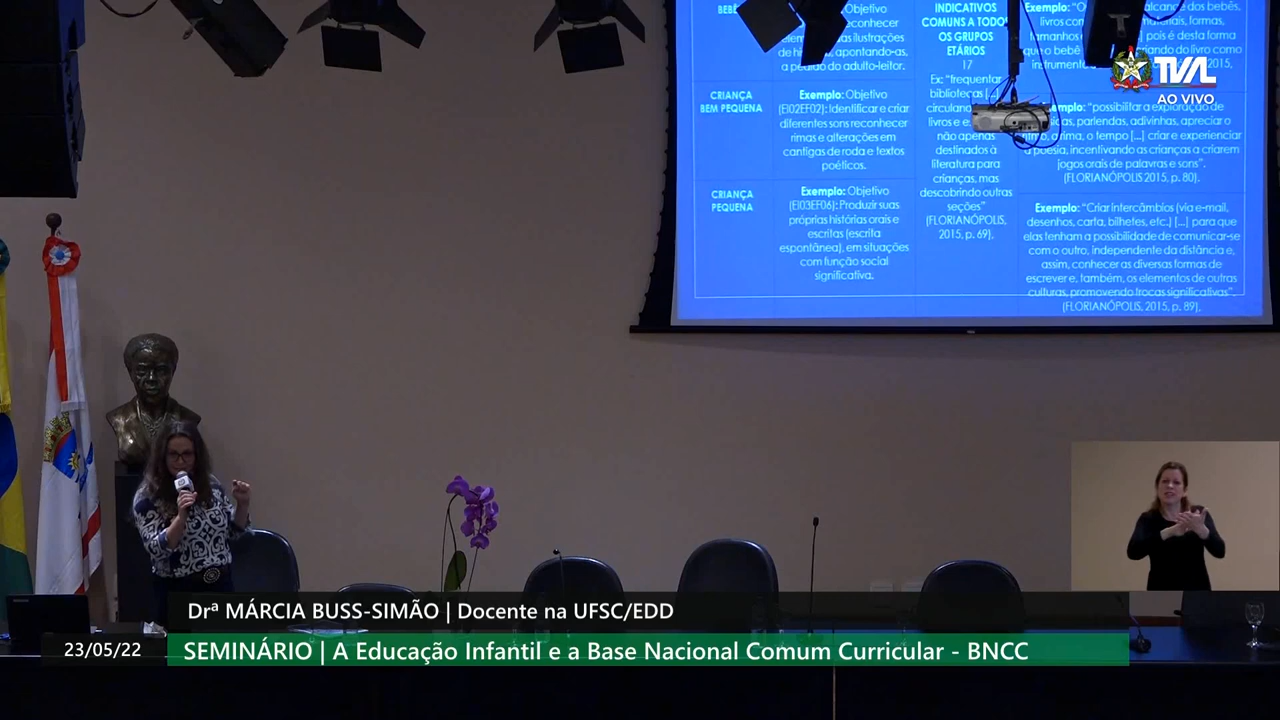 BEBÊ
Objetivo
reconhecer
ilustrações
apontando-as,
a pedido do adulto-leitor.
INDICATIVOS
COMUNS A TODOS
OS GRUPOS
ETÁRIOS
17
Ex: "frequentar
bibliotecas [...]
livros e
não apenas
destinados à
literatura para
crianças, mas
descobrindo outras
seções"
(FLORIANÓPOLIS,
2015, p. 69).
Exemplo:
alcance dos bebês,
livros com
formas,
pois é desta forma
que o bebê
criando do livro como
2015,
TVAL
AO VIVO
CRIANÇA
BEM PEQUENA
Exemplo: Objetivo
(EI02EF02): Identificar e criar
diferentes sons reconhecer
rimas e alterações em
cantigas de roda e textos
poéticos.
"possibilitar a exploração de
parlendas, adivinhas, apreciar o
rima, o tempo [...] criar e experienciar
a poesia, incentivando as crianças a criarem
jogos orais de palavras e sons".
(FLORIANÓPOLIS 2015, p. 80).
CRIANÇA
PEQUENA
Exemplo: Objetivo
(EI03EF06): Produzir suas
próprias histórias orais e
escritas (escrita
espontânea), em situações
com função social
significativa.
Exemplo: "Criar intercâmbios (via e-mail,
desenhos, carta, bilhetes, etc.) [...] para que
elas tenham a possibilidade de comunicar-se
com o outro, independente da distância e,
assim, conhecer as diversas formas de
escrever e, também, os elementos de outras
culturas, promovendo trocas significativas".
(FLORIANÓPOLIS, 2015, p. 89).
Drª MÁRCIA BUSS-SIMÃO | Docente na UFSC/EDD
23/05/22
SEMINÁRIO | A Educação Infantil e a Base Nacional Comum Curricular - BNCC